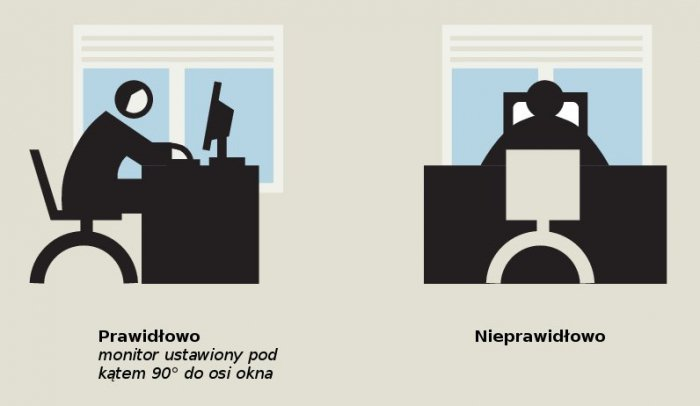 Prawidłowo
monitor ustawiony pod
kątem 90° do osi okna
Nieprawidłowo